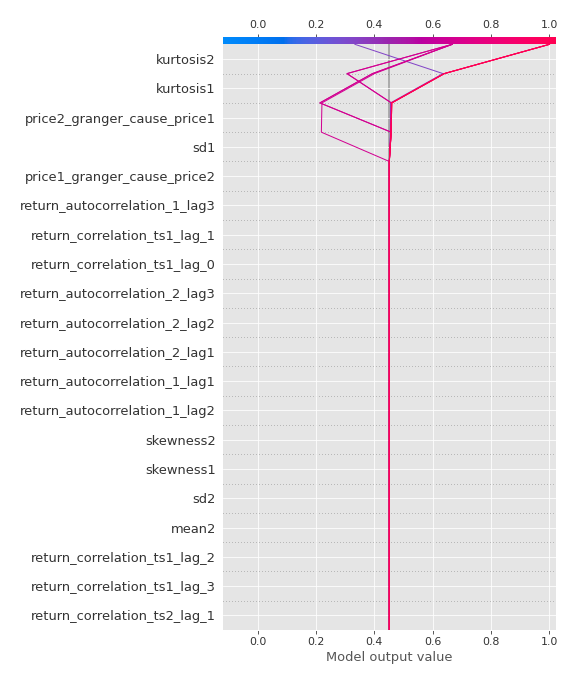 0.0 0.2 0.4 0.6 0.8 1.0
kurtosis2
kurtosis1
price2_granger_cause_price1
sd1
price1_granger_cause_price2
return_autocorrelation_1_lag3
return_correlation_ts1_lag_1
return_correlation_ts1_lag_0
return_autocorrelation_2_lag3
return_autocorrelation_2_lag2
return_autocorrelation_2_lag1
return_autocorrelation_1_lag1
return_autocorrelation_1_lag2
skewness2
skewness1
sd2
mean2
return_correlation_ts1_lag_2
return_correlation_ts1_lag_3
return_correlation_ts2_lag_1
0.0 0.2 0.4 0.6 0.8 1.0
Model output value